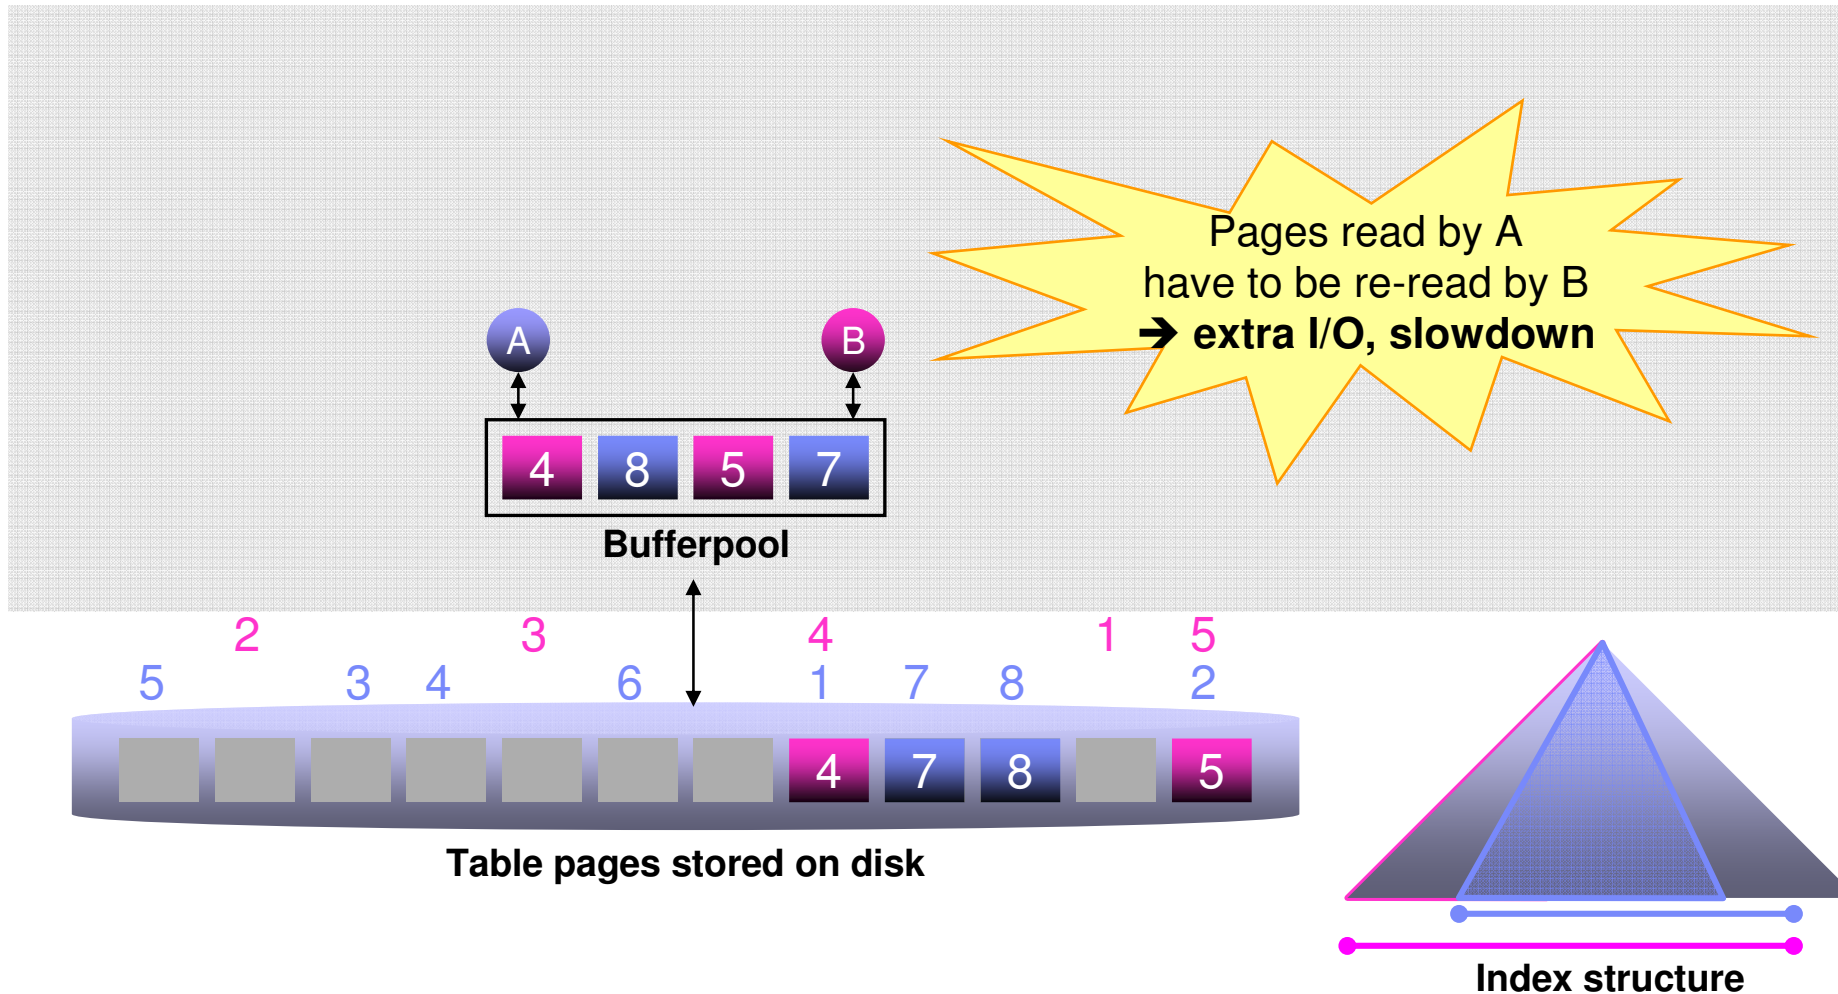 Pages read by A
have to be re-read by B
➔ extra I/O, slowdown
A B
4 8 5 7
Bufferpool
2 3 4 1 5
5 3 4 6 1 7 8 2
4 7 8 5
Table pages stored on disk
Index structure